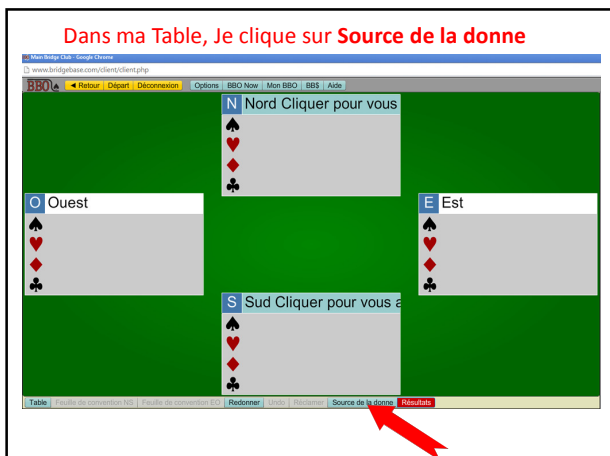 Dans ma Table, Je clique sur Source de la donne
Main Bridge Club - Google Chrome
www.bridgebase.com/client/client.php
BBO ◄ Retour Départ Déconnexion Options BBO Now Mon BBO BB$ Aide
N Nord Cliquer pour vous
♠
♥
♦
♣
O Ouest
♠
♥
♦
♣
E Est
♠
♥
♦
♣
S Sud Cliquer pour vous a
♠
♥
♦
♣
Table Feuille de convention NS Feuille de convention EO Redonner Undo Réclamer Source de la donne Résultats